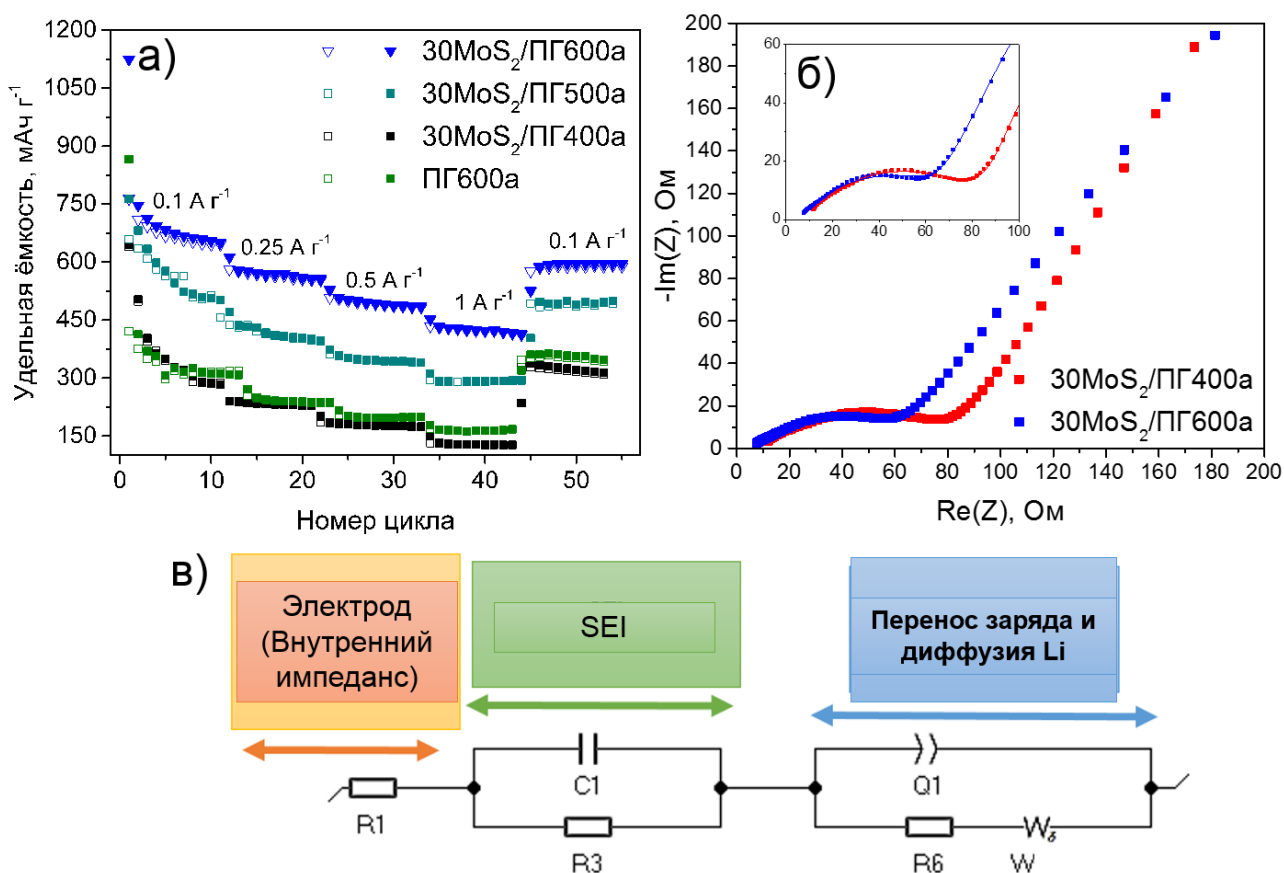 а)
1200
1050
900
750
600
450
300
150
0
10
20
30
40
50
Удельная ёмкость, мАч г⁻¹
Номер цикла
30MoS₂/ПГ600а
30MoS₂/ПГ500а
30MoS₂/ПГ400а
ПГ600а
0.1 А г⁻¹
0.25 А г⁻¹
0.5 А г⁻¹
1 А г⁻¹
0.1 А г⁻¹
б)
200
180
160
140
120
100
80
60
40
20
0
0
20
40
60
80
100
120
140
160
180
200
-Im(Z), Ом
Re(Z), Ом
60
40
20
0
0
20
40
60
80
100
30MoS₂/ПГ400а
30MoS₂/ПГ600а
в)
Электрод
(Внутренний
импеданс)
SEI
Перенос заряда и
диффузия Li
R1
C1
R3
Q1
R6
W
Wδ